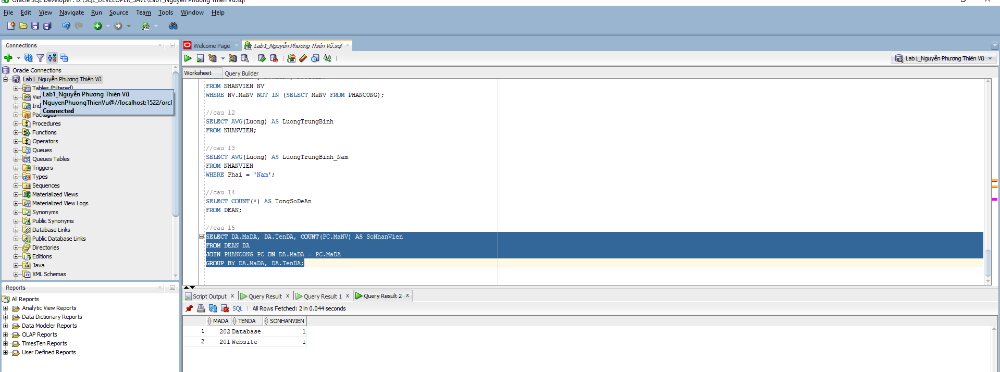 Oracle SQL Developer : D:\SQL_DEVELOPER_SAVE\Lab1_Nguyễn Phương Thiên Vũ.sql
File Edit View Navigate Run Source Team Tools Window Help
Connections
Oracle Connections
Lab1_Nguyễn Phương Thiên Vũ
Tables (Filtered)
Lab1_Nguyễn Phương Thiên Vũ
NguyenPhuongThienVu@//localhost:1522/orcl
Connected
Procedures
Functions
Operators
Queues
Queues Tables
Triggers
Types
Sequences
Materialized Views
Materialized View Logs
Synonyms
Public Synonyms
Database Links
Public Database Links
Directories
Editions
Java
XML Schemas
Reports
All Reports
Analytic View Reports
Data Dictionary Reports
Data Modeler Reports
OLAP Reports
TimesTen Reports
User Defined Reports
Welcome Page
Lab1_Nguyễn Phương Thiên Vũ.sql
Lab1_Nguyễn Phương Thiên Vũ
Worksheet Query Builder
FROM NHANVIEN NV
WHERE NV.MaNV NOT IN (SELECT MaNV FROM PHANCONG);
//cau 12
SELECT AVG(Luong) AS LuongTrungBinh
FROM NHANVIEN;
//cau 13
SELECT AVG(Luong) AS LuongTrungBinh_Nam
FROM NHANVIEN
WHERE Phai = 'Nam';
//cau 14
SELECT COUNT(*) AS TongSoDeAn
FROM DEAN;
//cau 15
SELECT DA.MaDA, DA.TenDA, COUNT(PC.MaNV) AS SoNhanVien
FROM DEAN DA
JOIN PHANCONG PC ON DA.MaDA = PC.MaDA
GROUP BY DA.MaDA, DA.TenDA;
Script Output Query Result Query Result 1 Query Result 2
SQL All Rows Fetched: 2 in 0.044 seconds
MADA TENDA SONHANVIEN
1 202 Database 1
2 201 Website 1